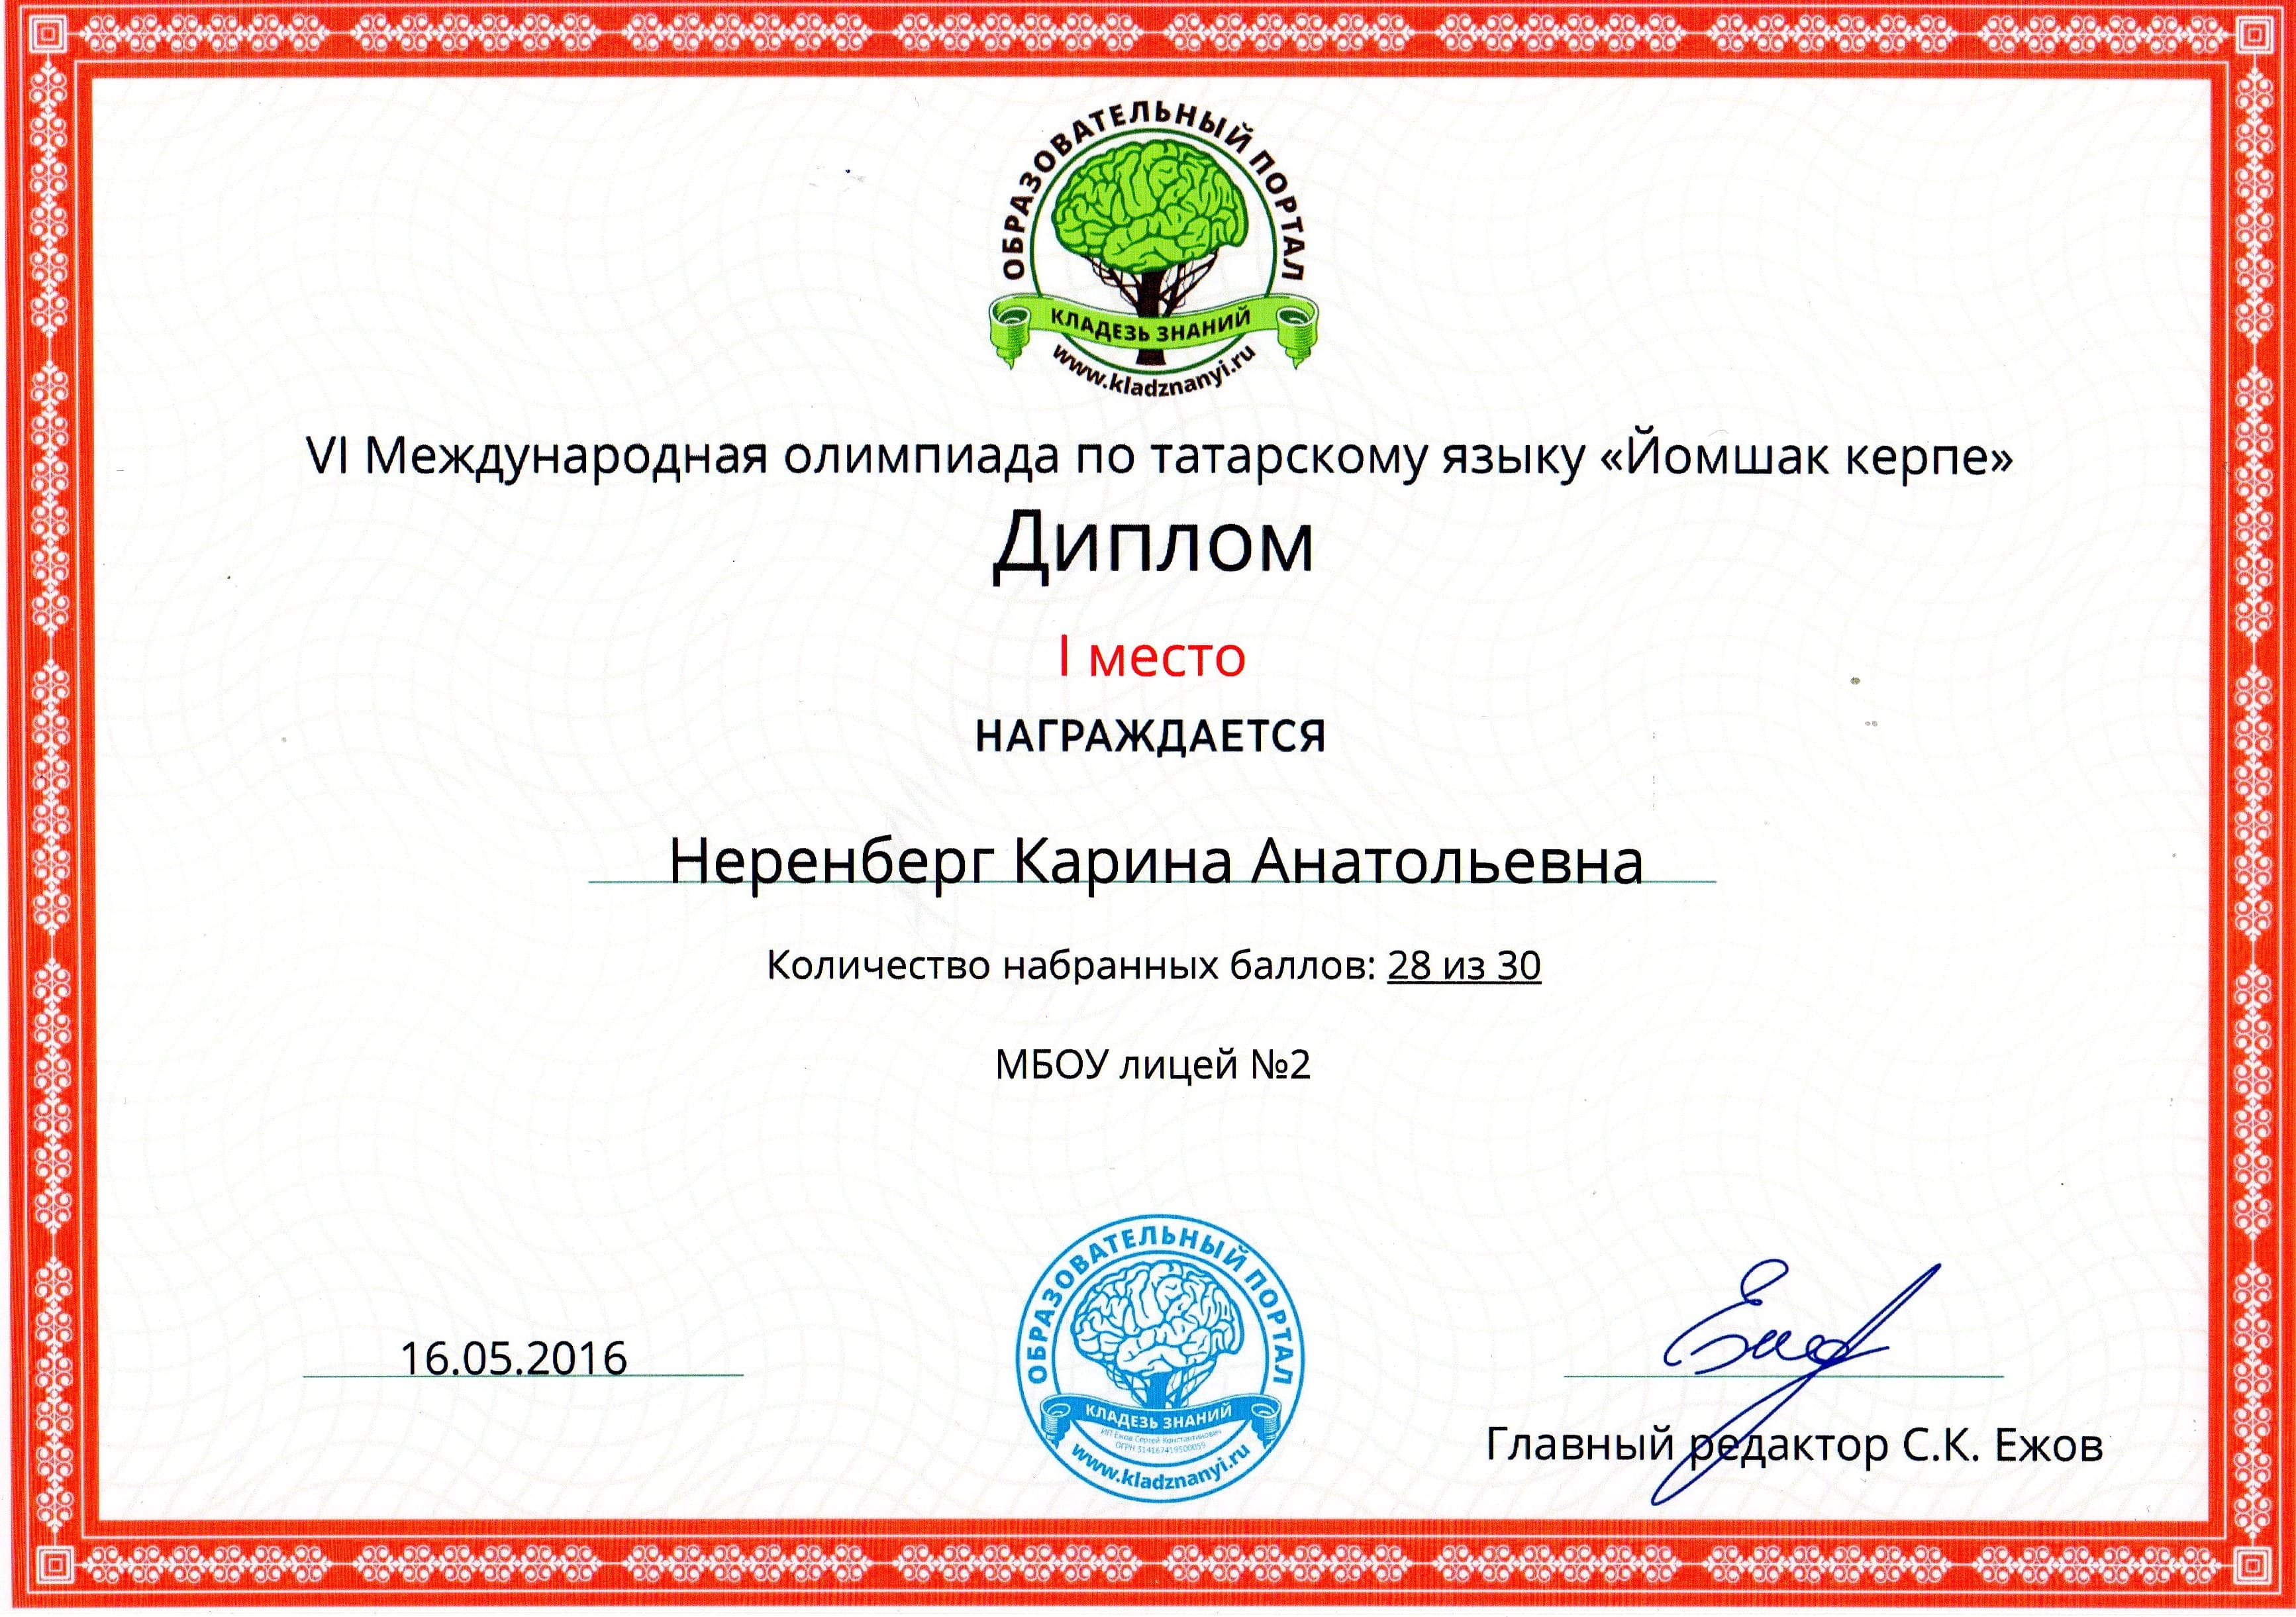 ОБРАЗОВАТЕЛЬНЫЙ ПОРТАЛ
КЛАДЕЗЬ ЗНАНИЙ
www.kladznanyi.ru
VI Международная олимпиада по татарскому языку «Йомшак керпе»
Диплом
I место
НАГРАЖДАЕТСЯ
Неренберг Карина Анатольевна
Количество набранных баллов: 28 из 30
МБОУ лицей №2
16.05.2016
ОБРАЗОВАТЕЛЬНЫЙ ПОРТАЛ
КЛАДЕЗЬ ЗНАНИЙ
ИП Ежов Сергей Константинович
ОГРН 314167419500059
www.kladznanyi.ru
Главный редактор С.К. Ежов